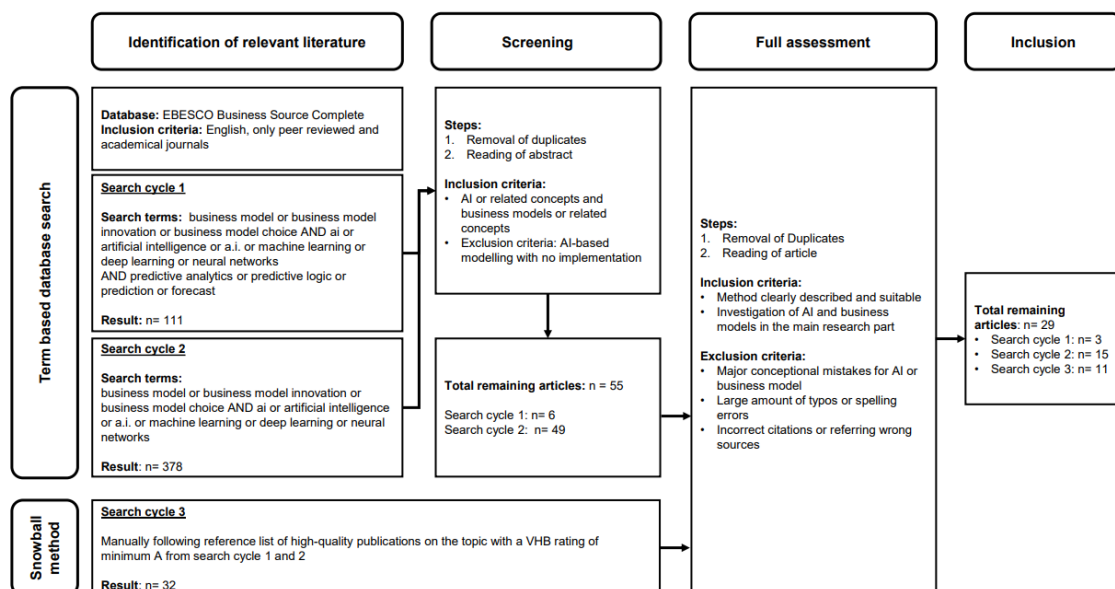 Identification of relevant literature
Screening
Full assessment
Inclusion
Term based database search
Database: EBESCO Business Source Complete
Inclusion criteria: English, only peer reviewed and
academical journals
Search cycle 1
Search terms: business model or business model
innovation or business model choice AND ai or
artificial intelligence or a.i. or machine learning or
deep learning or neural networks
AND predictive analytics or predictive logic or
prediction or forecast
Result: n= 111
Search cycle 2
Search terms:
business model or business model innovation or
business model choice AND ai or artificial intelligence
or a.i. or machine learning or deep learning or neural
networks
Result: n= 378
Steps:
1. Removal of duplicates
2. Reading of abstract
Inclusion criteria:
• AI or related concepts and
business models or related
concepts
• Exclusion criteria: AI-based
modelling with no implementation
Total remaining articles: n = 55
Search cycle 1: n= 6
Search cycle 2: n= 49
Steps:
1. Removal of Duplicates
2. Reading of article
Inclusion criteria:
• Method clearly described and suitable
• Investigation of AI and business
models in the main research part
Exclusion criteria:
• Major conceptional mistakes for AI or
business model
• Large amount of typos or spelling
errors
• Incorrect citations or referring wrong
sources
Total remaining
articles: n= 29
• Search cycle 1: n= 3
• Search cycle 2: n= 15
• Search cycle 3: n= 11
Snowball
method
Search cycle 3
Manually following reference list of high-quality publications on the topic with a VHB rating of
minimum A from search cycle 1 and 2
Result: n= 32